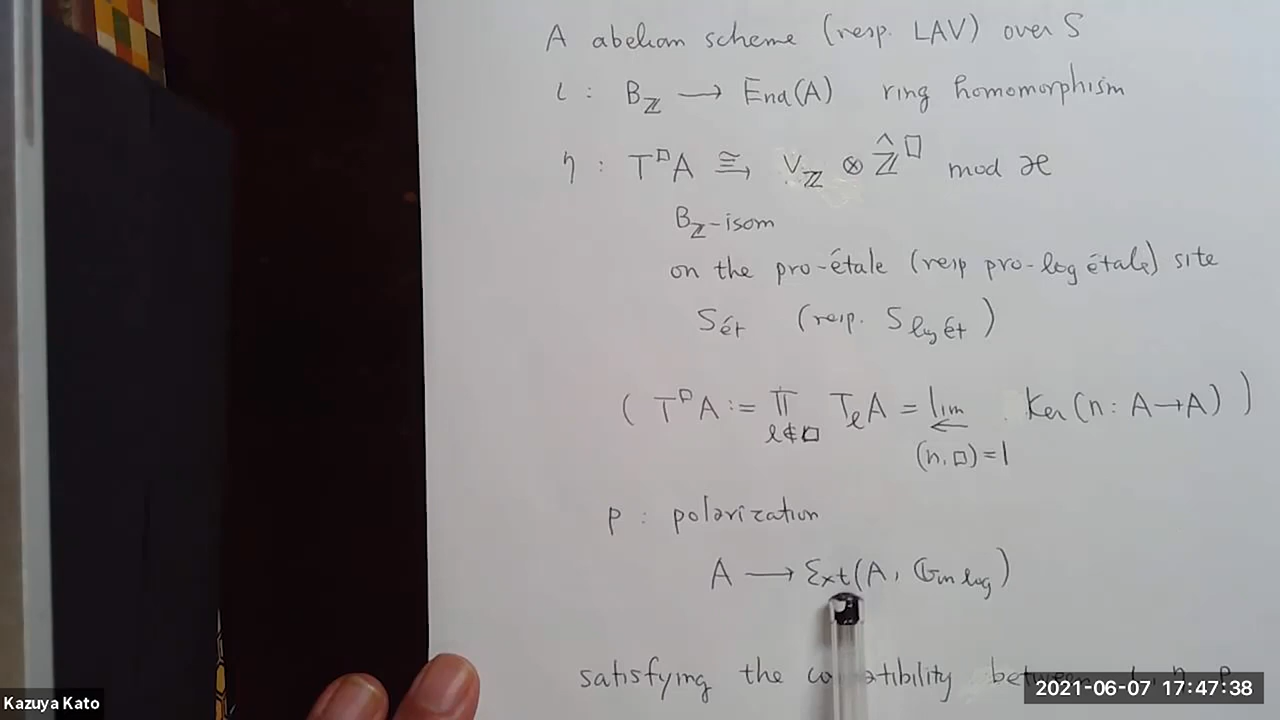 A abelian scheme (resp. LAV) over S
ι : B_ℤ → End(A) ring homomorphism
η : T^□A ≅→ V_ℤ ⊗ Ẑ^□ mod ϰ
B_ℤ-isom
on the pro-étale (resp pro-log étale) site
S_ét (resp. S_log ét)
( T^□A := ∏_{ℓ∉□} T_ℓA = lim_{← (n,□)=1} Ker(n : A→A) )
p : polarization
A → Ext(A, G_m log)
satisfying the
2021-06-07 17:47:38
Kazuya Kato